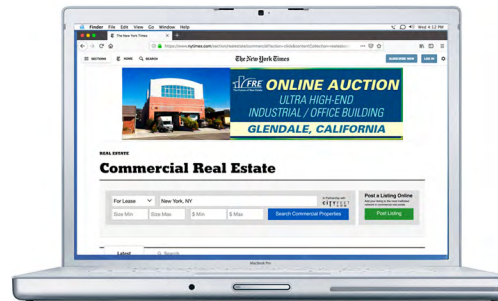 Finder File Edit View Go Window Help
Wed 4:12 PM
The New York Times
SECTIONS HOME SEARCH
The New York Times
SUBSCRIBE NOW
LOG IN
FRE
ONLINE AUCTION
ULTRA HIGH-END
INDUSTRIAL / OFFICE BUILDING
GLENDALE, CALIFORNIA
REAL ESTATE
Commercial Real Estate
For Lease
New York, NY
In Partnership with
Size Min
Size Max
$ Min
$ Max
Search Commercial Properties
Post a Listing Online
Post Listing
Latest
Search
MacBook Pro